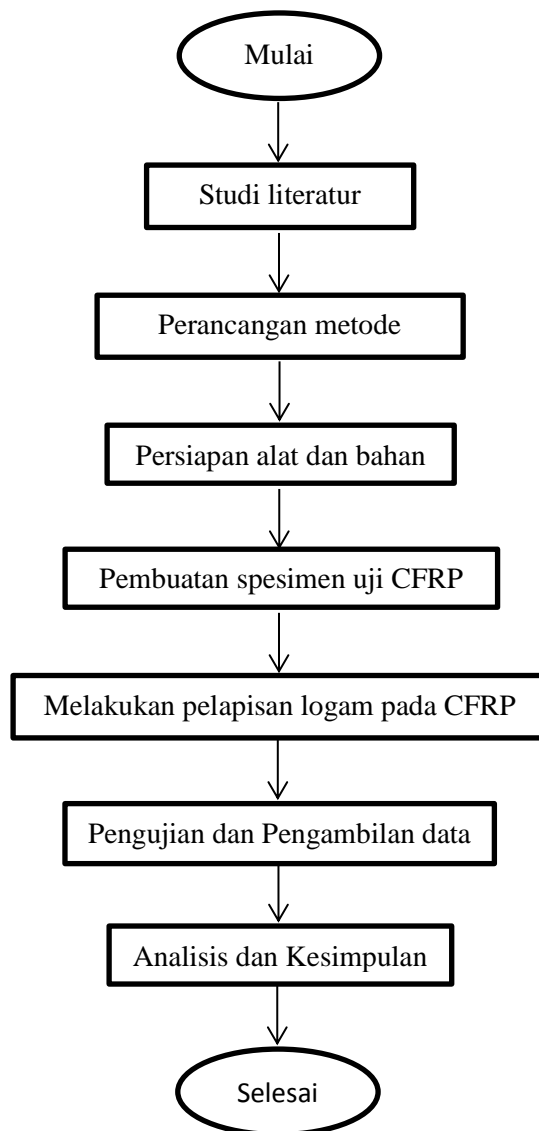 Mulai
Studi literatur
Perancangan metode
Persiapan alat dan bahan
Pembuatan spesimen uji CFRP
Melakukan pelapisan logam pada CFRP
Pengujian dan Pengambilan data
Analisis dan Kesimpulan
Selesai